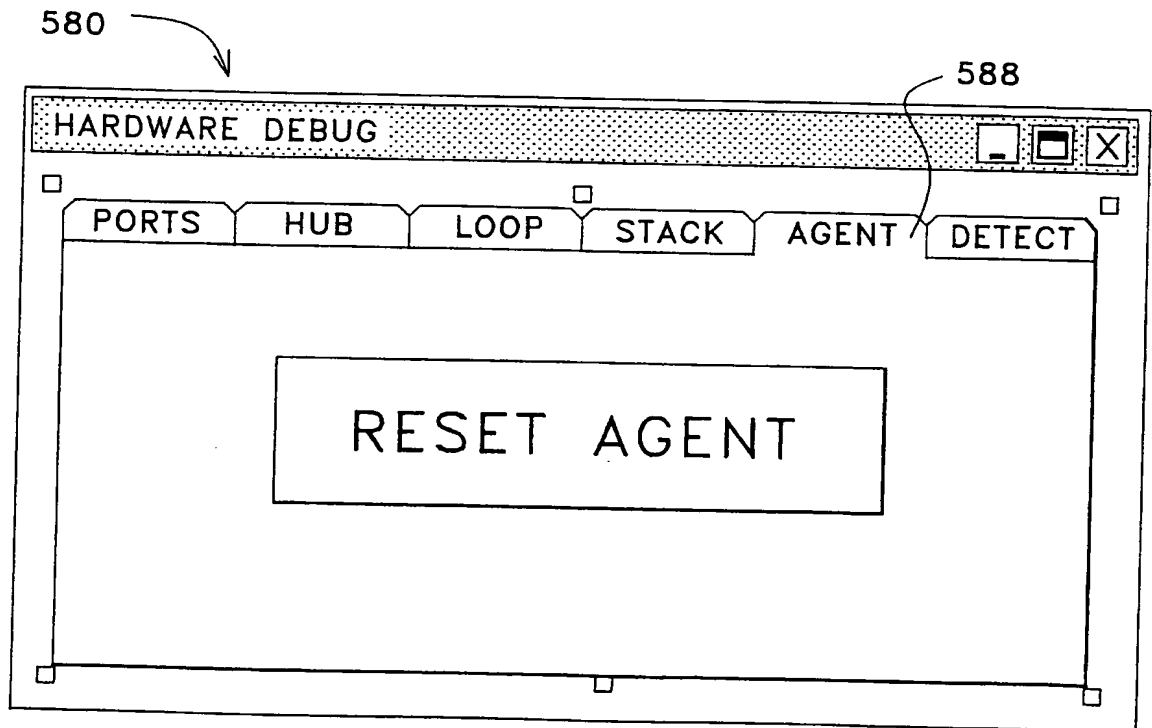 580
588
HARDWARE DEBUG
PORTS HUB LOOP STACK AGENT DETECT
RESET AGENT